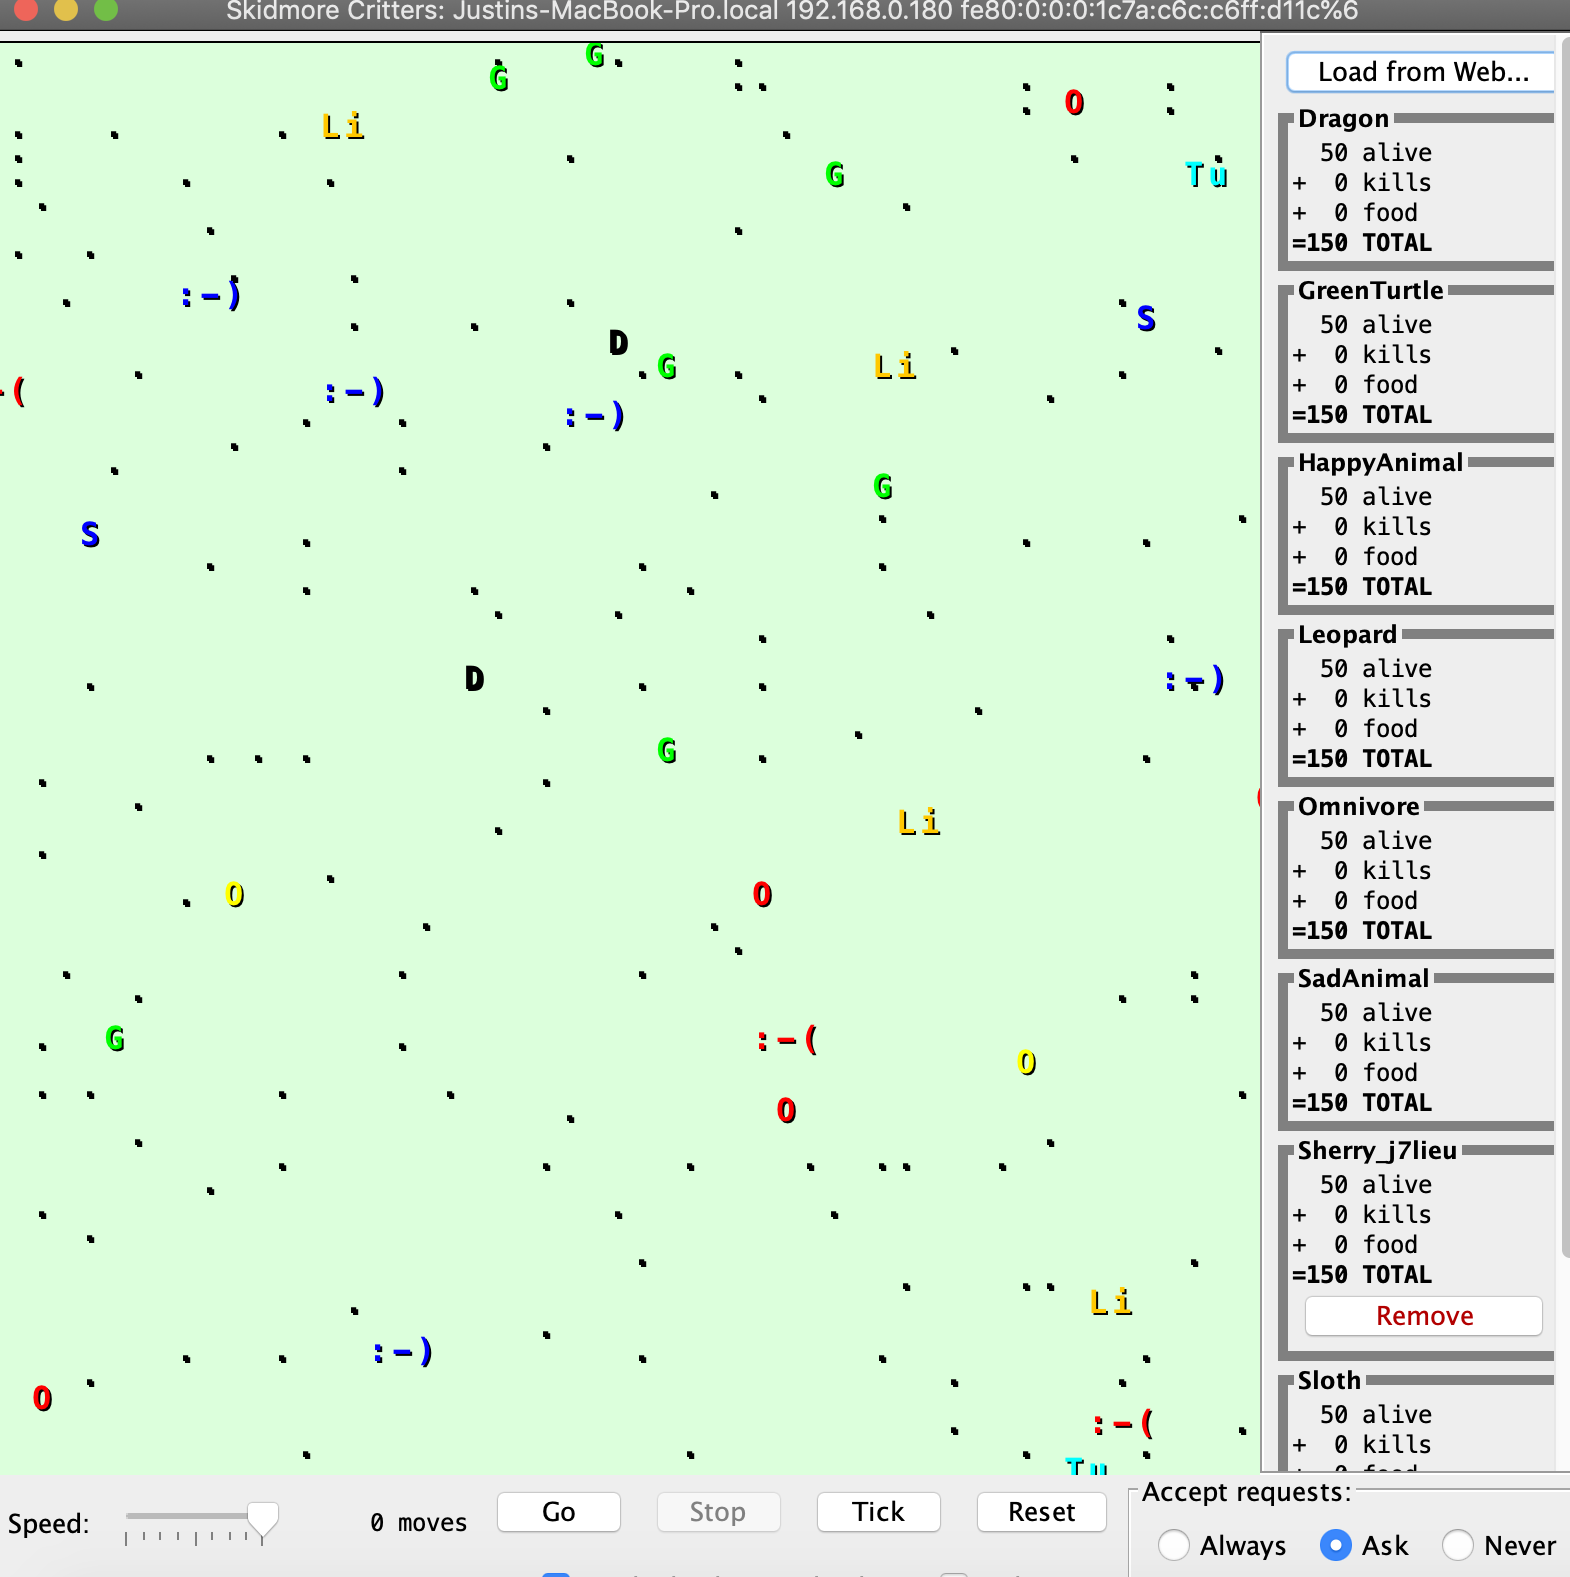 Skidmore Critters: Justins-MacBook-Pro.local 192.168.0.180 fe80:0:0:0:1c7a:c6c:c6ff:d11c%6
G
G
O
Li
G
Tu
:-)
S
D
G
Li
-(
:-)
:-)
G
S
D
:-)
G
Li
O
O
G
:-(
O
O
Li
:-)
O
:-(
Tu
Load from Web...
Dragon
50 alive
+ 0 kills
+ 0 food
=150 TOTAL
GreenTurtle
50 alive
+ 0 kills
+ 0 food
=150 TOTAL
HappyAnimal
50 alive
+ 0 kills
+ 0 food
=150 TOTAL
Leopard
50 alive
+ 0 kills
+ 0 food
=150 TOTAL
Omnivore
50 alive
+ 0 kills
+ 0 food
=150 TOTAL
SadAnimal
50 alive
+ 0 kills
+ 0 food
=150 TOTAL
Sherry_j7lieu
50 alive
+ 0 kills
+ 0 food
=150 TOTAL
Remove
Sloth
50 alive
+ 0 kills
Speed:
0 moves
Go
Stop
Tick
Reset
Accept requests:
Always
Ask
Never